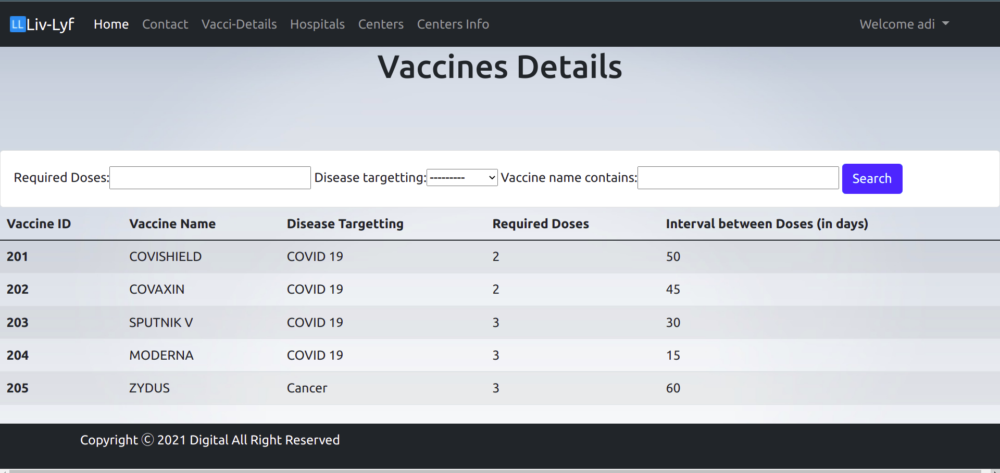 LL Liv-Lyf Home Contact Vacci-Details Hospitals Centers Centers Info Welcome adi
Vaccines Details
Required Doses: Disease targetting: --------- Vaccine name contains: Search
Vaccine ID Vaccine Name Disease Targetting Required Doses Interval between Doses (in days)
201 COVISHIELD COVID 19 2 50
202 COVAXIN COVID 19 2 45
203 SPUTNIK V COVID 19 3 30
204 MODERNA COVID 19 3 15
205 ZYDUS Cancer 3 60
Copyright Ⓒ 2021 Digital All Right Reserved